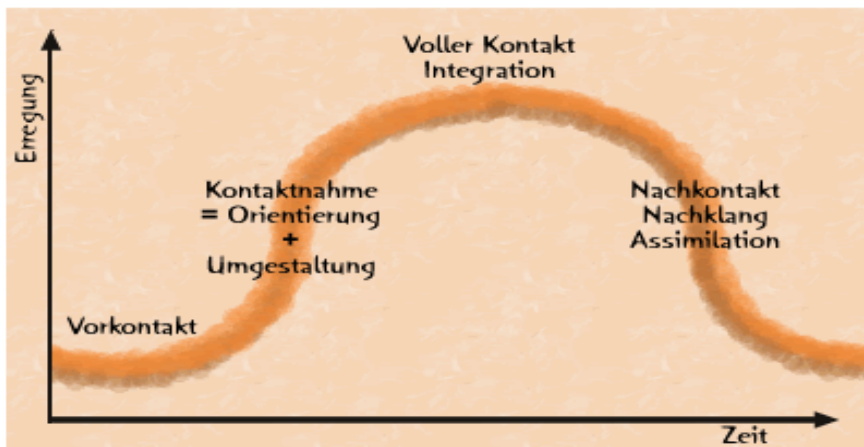 Erregung
Voller Kontakt
Integration
Kontaktnahme
= Orientierung
+
Umgestaltung
Nachkontakt
Nachklang
Assimilation
Vorkontakt
Zeit